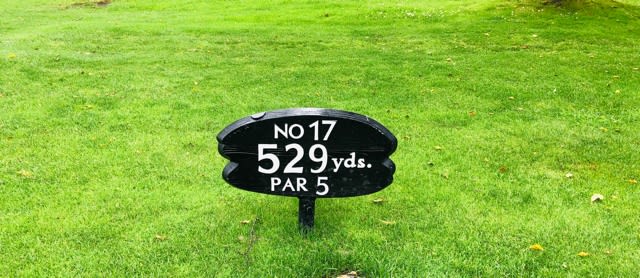 NO 17
529 yds.
PAR 5